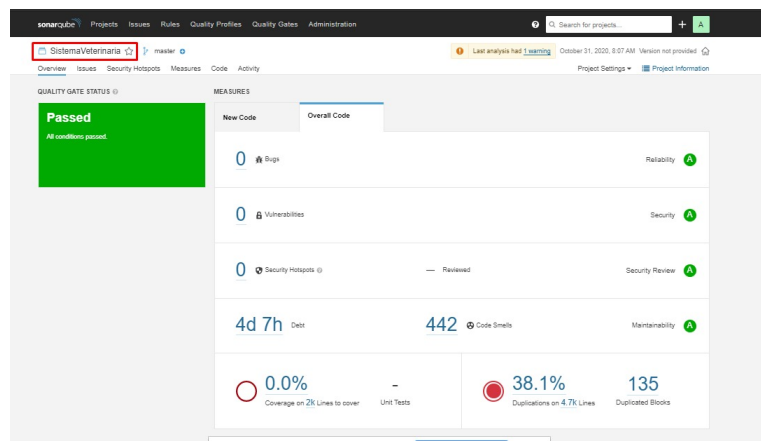 sonarqube Projects Issues Rules Quality Profiles Quality Gates Administration ? Search for projects... + A
SistemaVeterinaria master Last analysis had 1 warning October 31, 2020, 8:07 AM Version not provided
Overview Issues Security Hotspots Measures Code Activity Project Settings Project Information
QUALITY GATE STATUS MEASURES
Passed
All conditions passed.
New Code Overall Code
0 Bugs Reliability A
0 Vulnerabilities Security A
0 Security Hotspots — Reviewed Security Review A
4d 7h Debt 442 Code Smells Maintainability A
0.0% - 38.1% 135
Coverage on 2k Lines to cover Unit Tests Duplications on 4.7k Lines Duplicated Blocks